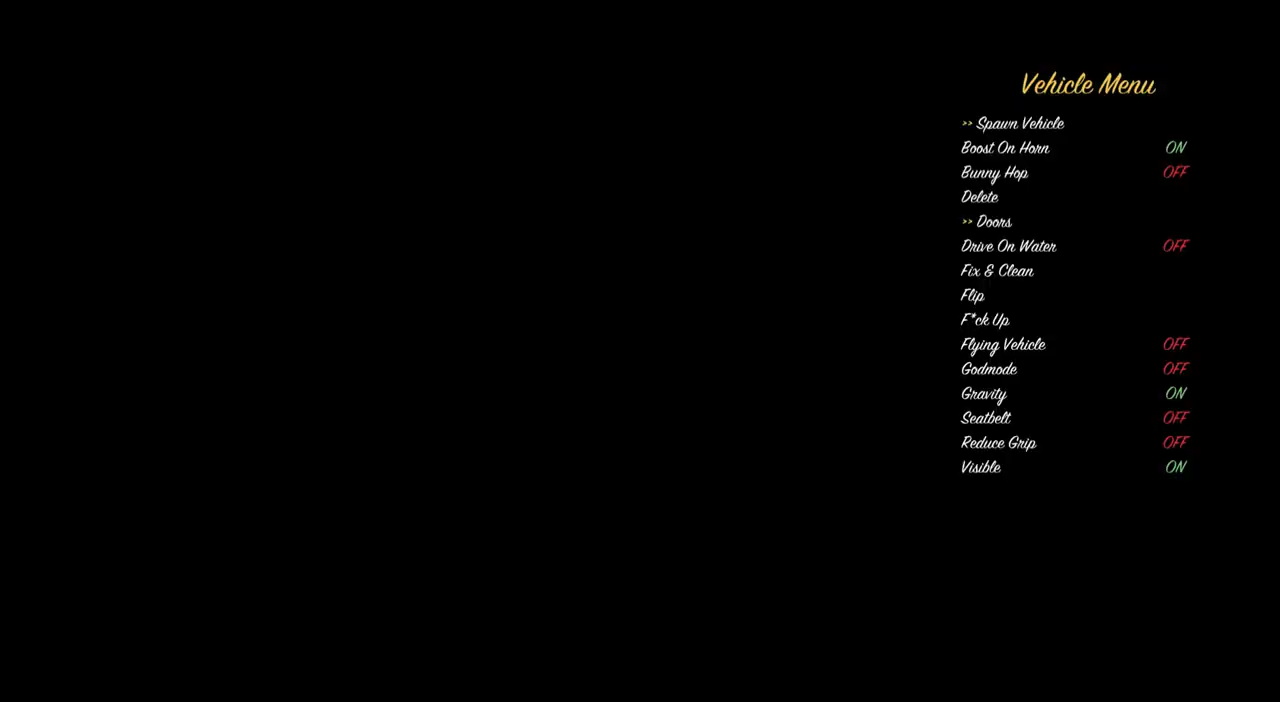 Vehicle Menu
>> Spawn Vehicle
Boost On Horn ON
Bunny Hop OFF
Delete
>> Doors
Drive On Water OFF
Fix & Clean
Flip
F*ck Up
Flying Vehicle OFF
Godmode OFF
Gravity ON
Seatbelt OFF
Reduce Grip OFF
Visible ON